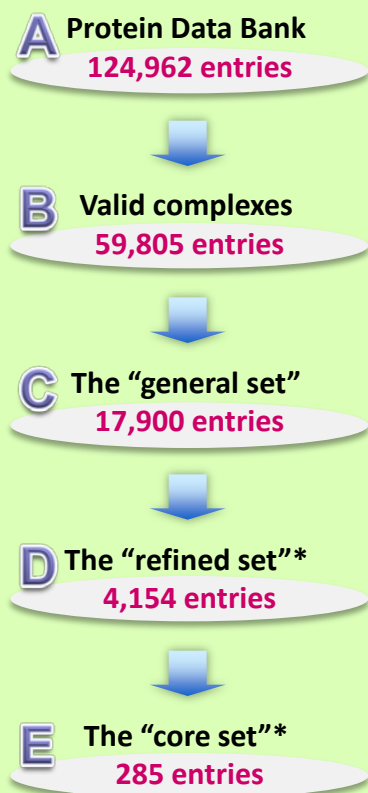 A Protein Data Bank
124,962 entries
B Valid complexes
59,805 entries
C The “general set”
17,900 entries
D The “refined set”*
4,154 entries
E The “core set”*
285 entries